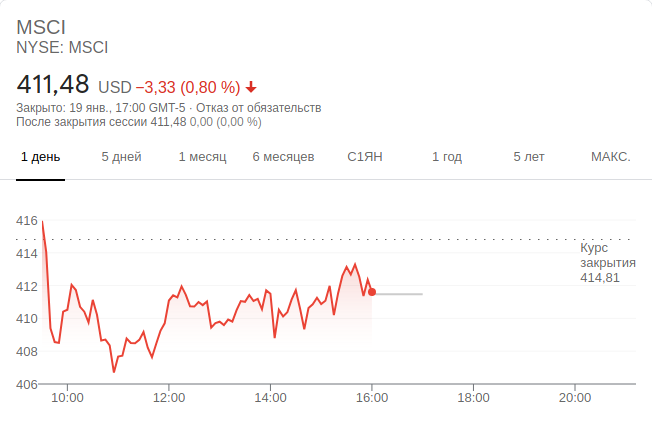 MSCI
NYSE: MSCI
411,48 USD −3,33 (0,80 %)
Закрыто: 19 янв., 17:00 GMT-5 · Отказ от обязательств
После закрытия сессии 411,48 0,00 (0,00 %)
1 день 5 дней 1 месяц 6 месяцев С1ЯН 1 год 5 лет МАКС.
416
414
412
410
408
406
Курс
закрытия
414,81
10:00 12:00 14:00 16:00 18:00 20:00